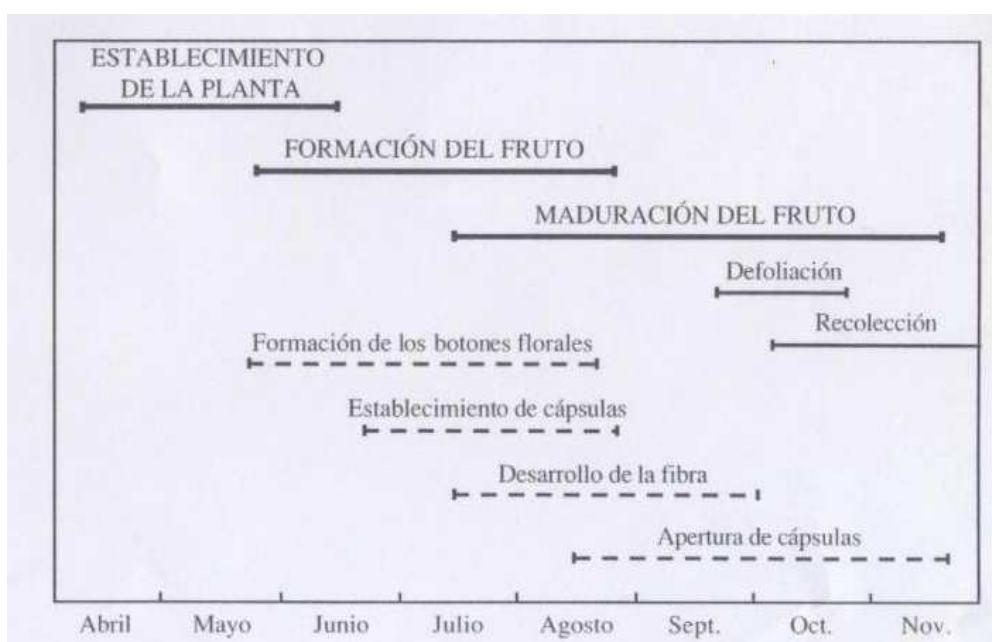 ESTABLECIMIENTO
DE LA PLANTA
FORMACIÓN DEL FRUTO
MADURACIÓN DEL FRUTO
Defoliación
Recolección
Formación de los botones florales
Establecimiento de cápsulas
Desarrollo de la fibra
Apertura de cápsulas
Abril Mayo Junio Julio Agosto Sept. Oct. Nov.